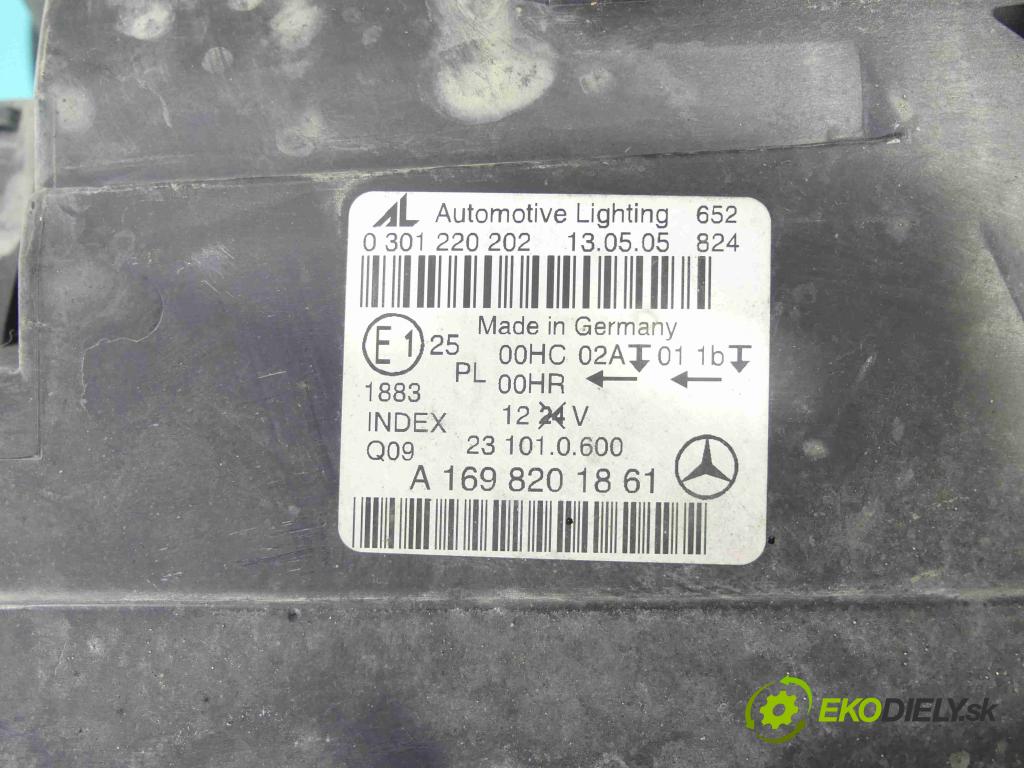 AL Automotive Lighting 652
0 301 220 202 13.05.05 824
Made in Germany
E1 25 00HC 02A 01 1b
PL 00HR
1883
INDEX 12 24 V
Q09 23 101.0.600
A 169 820 18 61
EKODIELY.sk